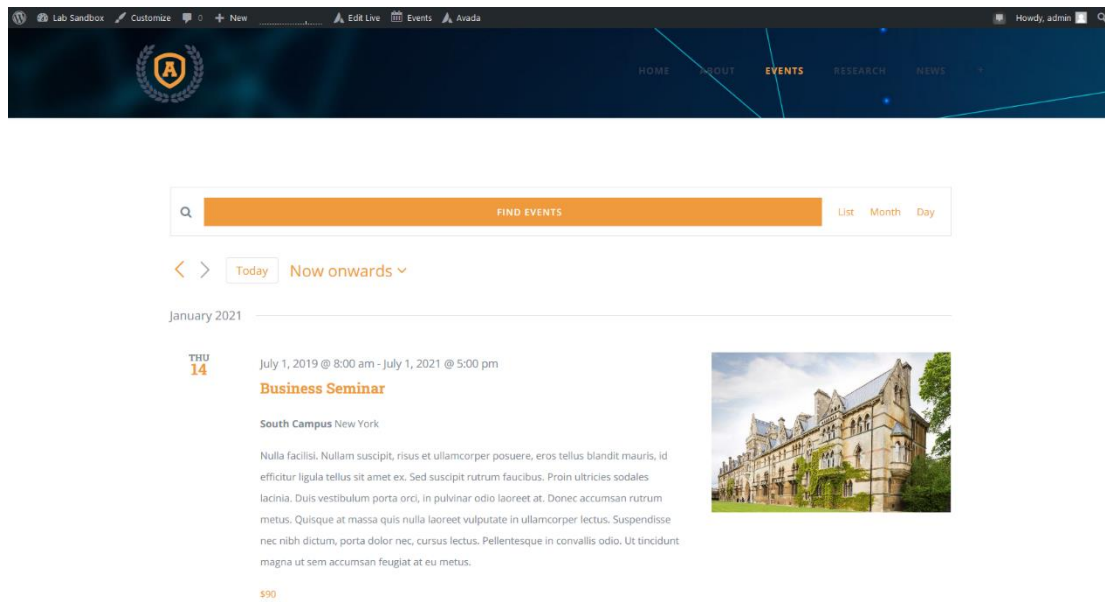 Lab Sandbox Customize 0 + New Edit Live Events Avada Howdy, admin
A
HOME ABOUT EVENTS RESEARCH NEWS
FIND EVENTS List Month Day
Today Now onwards
January 2021
THU
14
July 1, 2019 @ 8:00 am - July 1, 2021 @ 5:00 pm
Business Seminar
South Campus New York
Nulla facilisi. Nullam suscipit, risus et ullamcorper posuere, eros tellus blandit mauris, id
efficitur ligula tellus sit amet ex. Sed suscipit rutrum faucibus. Proin ultricies sodales
lacinia. Duis vestibulum porta orci, in pulvinar odio laoreet at. Donec accumsan rutrum
metus. Quisque at massa quis nulla laoreet vulputate in ullamcorper lectus. Suspendisse
nec nibh dictum, porta dolor nec, cursus lectus. Pellentesque in convallis odio. Ut tincidunt
magna ut sem accumsan feugiat at eu metus.
$90